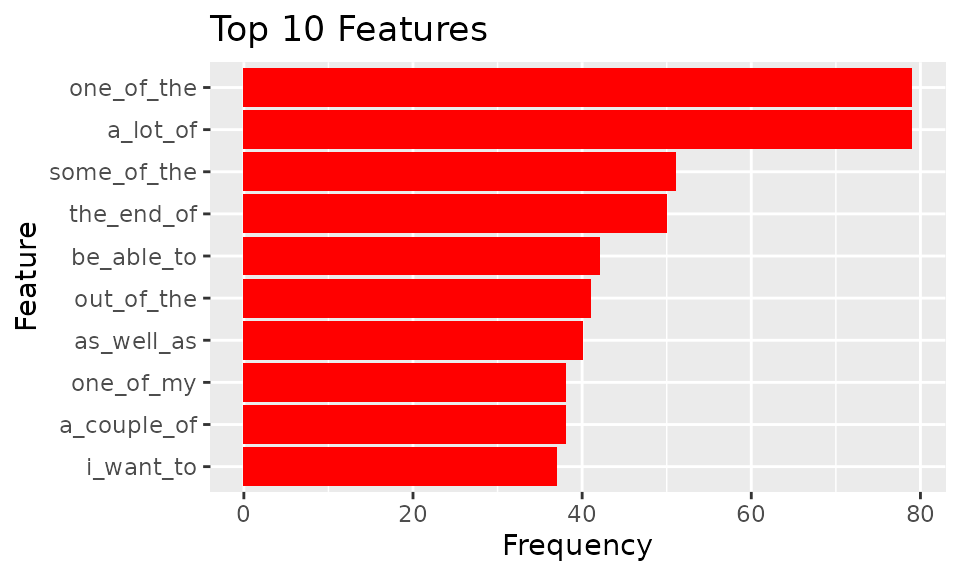 Top 10 Features
Feature
one_of_the
a_lot_of
some_of_the
the_end_of
be_able_to
out_of_the
as_well_as
one_of_my
a_couple_of
i_want_to
0 20 40 60 80
Frequency